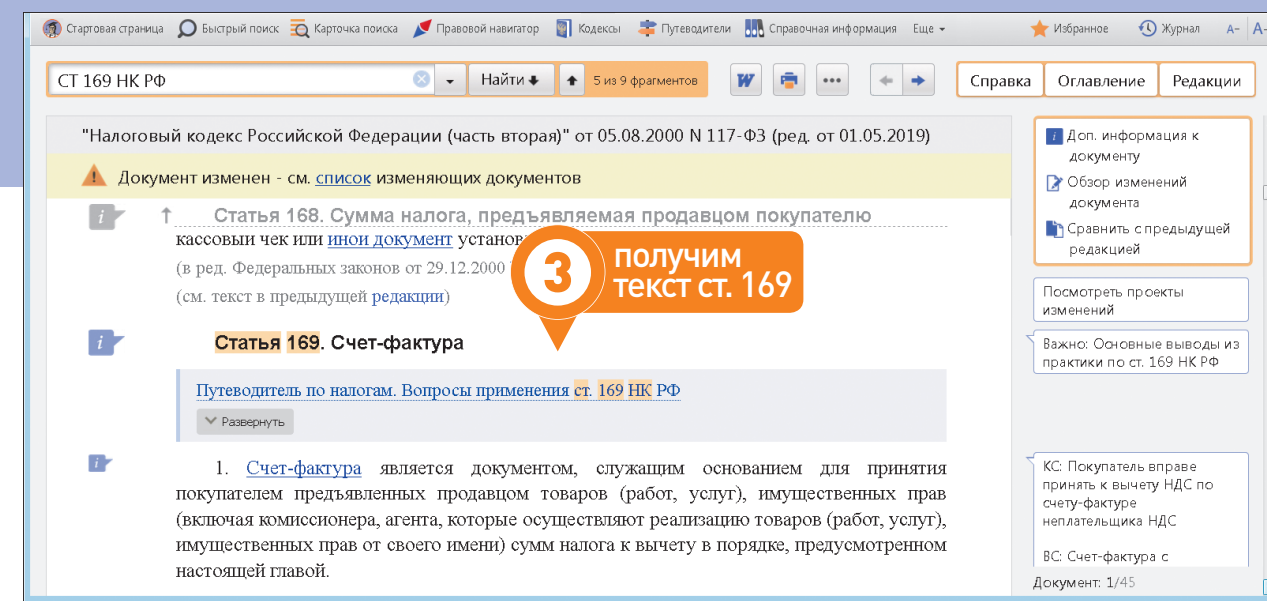 Стартовая страница Быстрый поиск Карточка поиска Правовой навигатор Кодексы Путеводители Справочная информация Еще Избранное Журнал А− А-
СТ 169 НК РФ Найти 5 из 9 фрагментов W ••• Справка Оглавление Редакции
"Налоговый кодекс Российской Федерации (часть вторая)" от 05.08.2000 N 117-ФЗ (ред. от 01.05.2019)
Документ изменен - см. список изменяющих документов
Статья 168. Сумма налога, предъявляемая продавцом покупателю
кассовый чек или иной документ
(в ред. Федеральных законов от 29.12.2000
(см. текст в предыдущей редакции)
3 получим
текст ст. 169
Статья 169. Счет-фактура
Путеводитель по налогам. Вопросы применения ст. 169 НК РФ
Развернуть
1. Счет-фактура является документом, служащим основанием для принятия
покупателем предъявленных продавцом товаров (работ, услуг), имущественных прав
(включая комиссионера, агента, которые осуществляют реализацию товаров (работ, услуг),
имущественных прав от своего имени) сумм налога к вычету в порядке, предусмотренном
настоящей главой.
Доп. информация к
документу
Обзор изменений
документа
Сравнить с предыдущей
редакцией
Посмотреть проекты
изменений
Важно: Основные выводы из
практики по ст. 169 НК РФ
КС: Покупатель вправе
принять к вычету НДС по
счету-фактуре
неплательщика НДС
ВС: Счет-фактура с
Документ: 1/45